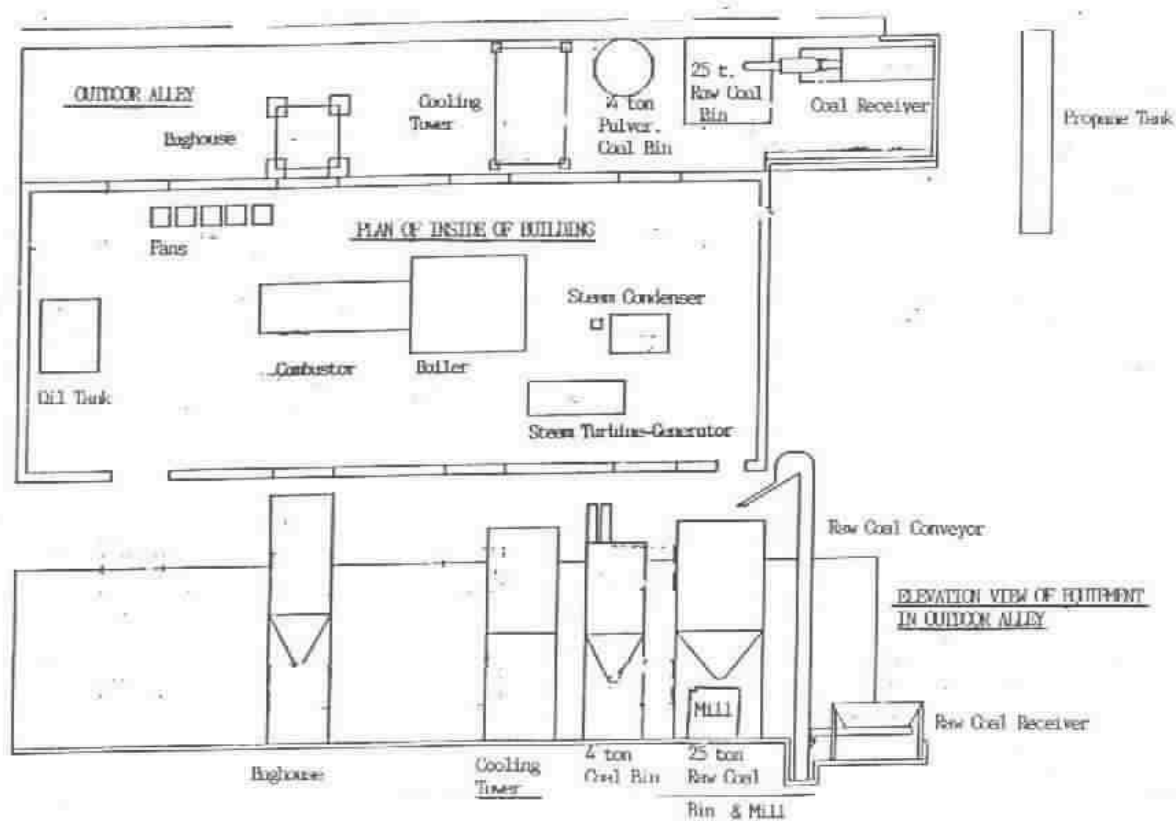 OUTDOOR ALLEY
Baghouse
Cooling
Tower
4 ton
Pulver.
Coal Bin
25 t.
Raw Coal
Bin
Coal Receiver
Propane Tank
Fans
PLAN OF INSIDE OF BUILDING
Steam Condenser
Combustor
Boiler
Oil Tank
Steam Turbine-Generator
Raw Coal Conveyor
ELEVATION VIEW OF EQUIPMENT
IN OUTDOOR ALLEY
Mill
Raw Coal Receiver
Baghouse
Cooling
Tower
4 ton
Coal Bin
25 ton
Raw Coal
Bin & Mill